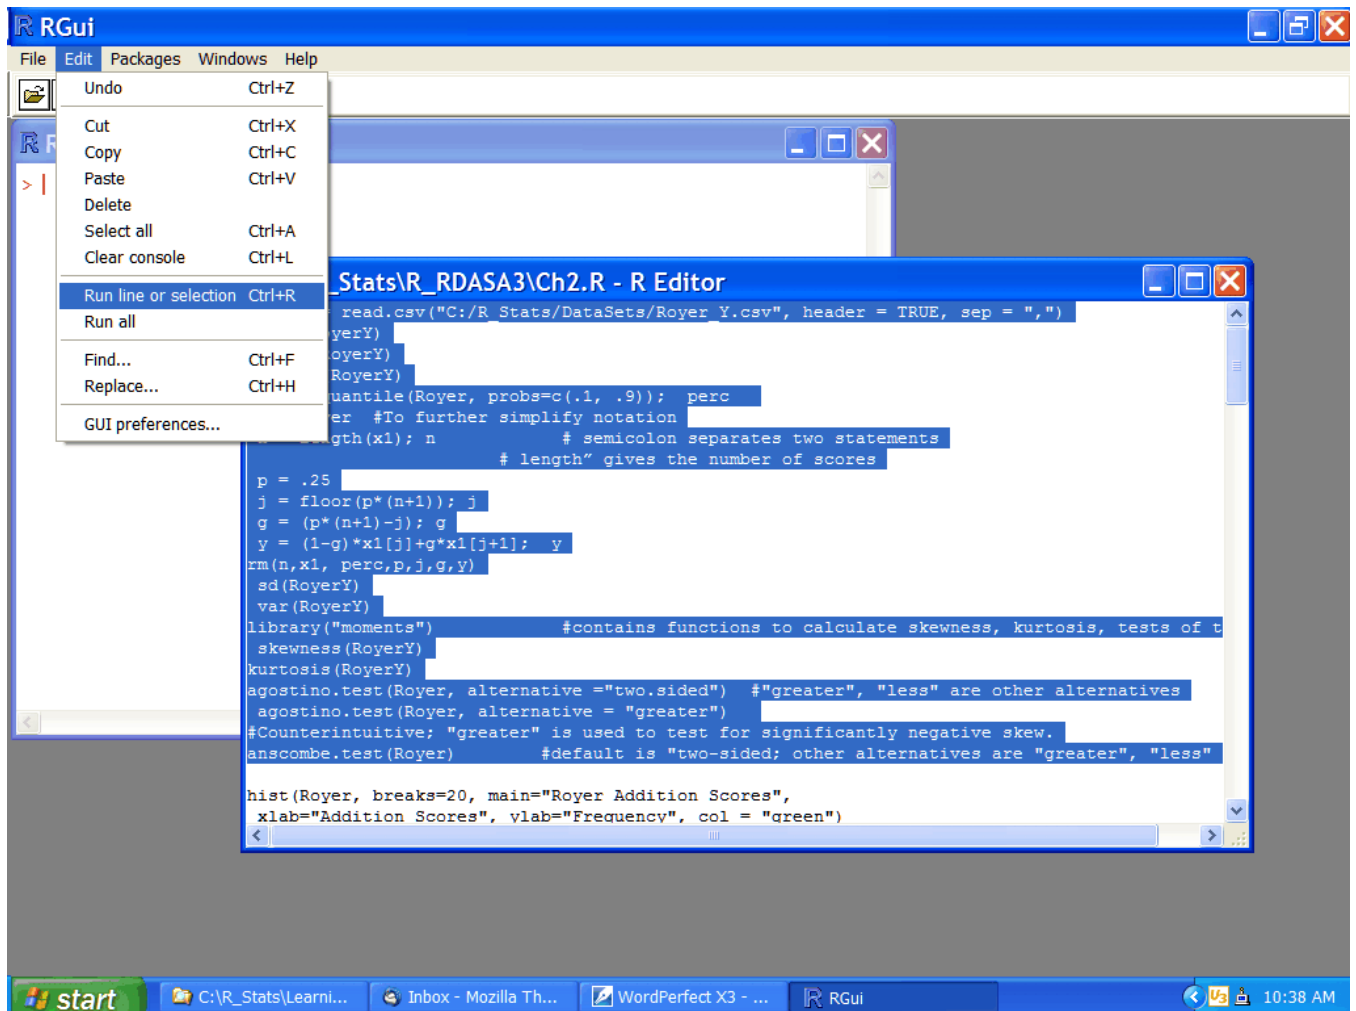 RGui
File Edit Packages Windows Help
Undo Ctrl+Z
Cut Ctrl+X
Copy Ctrl+C
Paste Ctrl+V
Delete
Select all Ctrl+A
Clear console Ctrl+L
Run line or selection Ctrl+R
Run all
Find... Ctrl+F
Replace... Ctrl+H
GUI preferences...
>
_Stats\R_RDASA3\Ch2.R - R Editor
read.csv("C:/R_Stats/DataSets/Royer_Y.csv", header = TRUE, sep = ",")
yerY)
oyerY)
RoyerY)
uantile(Royer, probs=c(.1, .9)); perc
er #To further simplify notation
gth(x1); n # semicolon separates two statements
# length” gives the number of scores
p = .25
j = floor(p*(n+1)); j
g = (p*(n+1)-j); g
y = (1-g)*x1[j]+g*x1[j+1]; y
rm(n,x1, perc,p,j,g,y)
sd(RoyerY)
var(RoyerY)
library("moments") #contains functions to calculate skewness, kurtosis, tests of t
skewness(RoyerY)
kurtosis(RoyerY)
agostino.test(Royer, alternative ="two.sided") #"greater", "less" are other alternatives
agostino.test(Royer, alternative = "greater")
#Counterintuitive; "greater" is used to test for significantly negative skew.
anscombe.test(Royer) #default is "two-sided; other alternatives are "greater", "less"
hist(Royer, breaks=20, main="Royer Addition Scores",
xlab="Addition Scores", ylab="Frequency", col = "green")
start C:\R_Stats\Learni... Inbox - Mozilla Th... WordPerfect X3 - ... RGui 10:38 AM